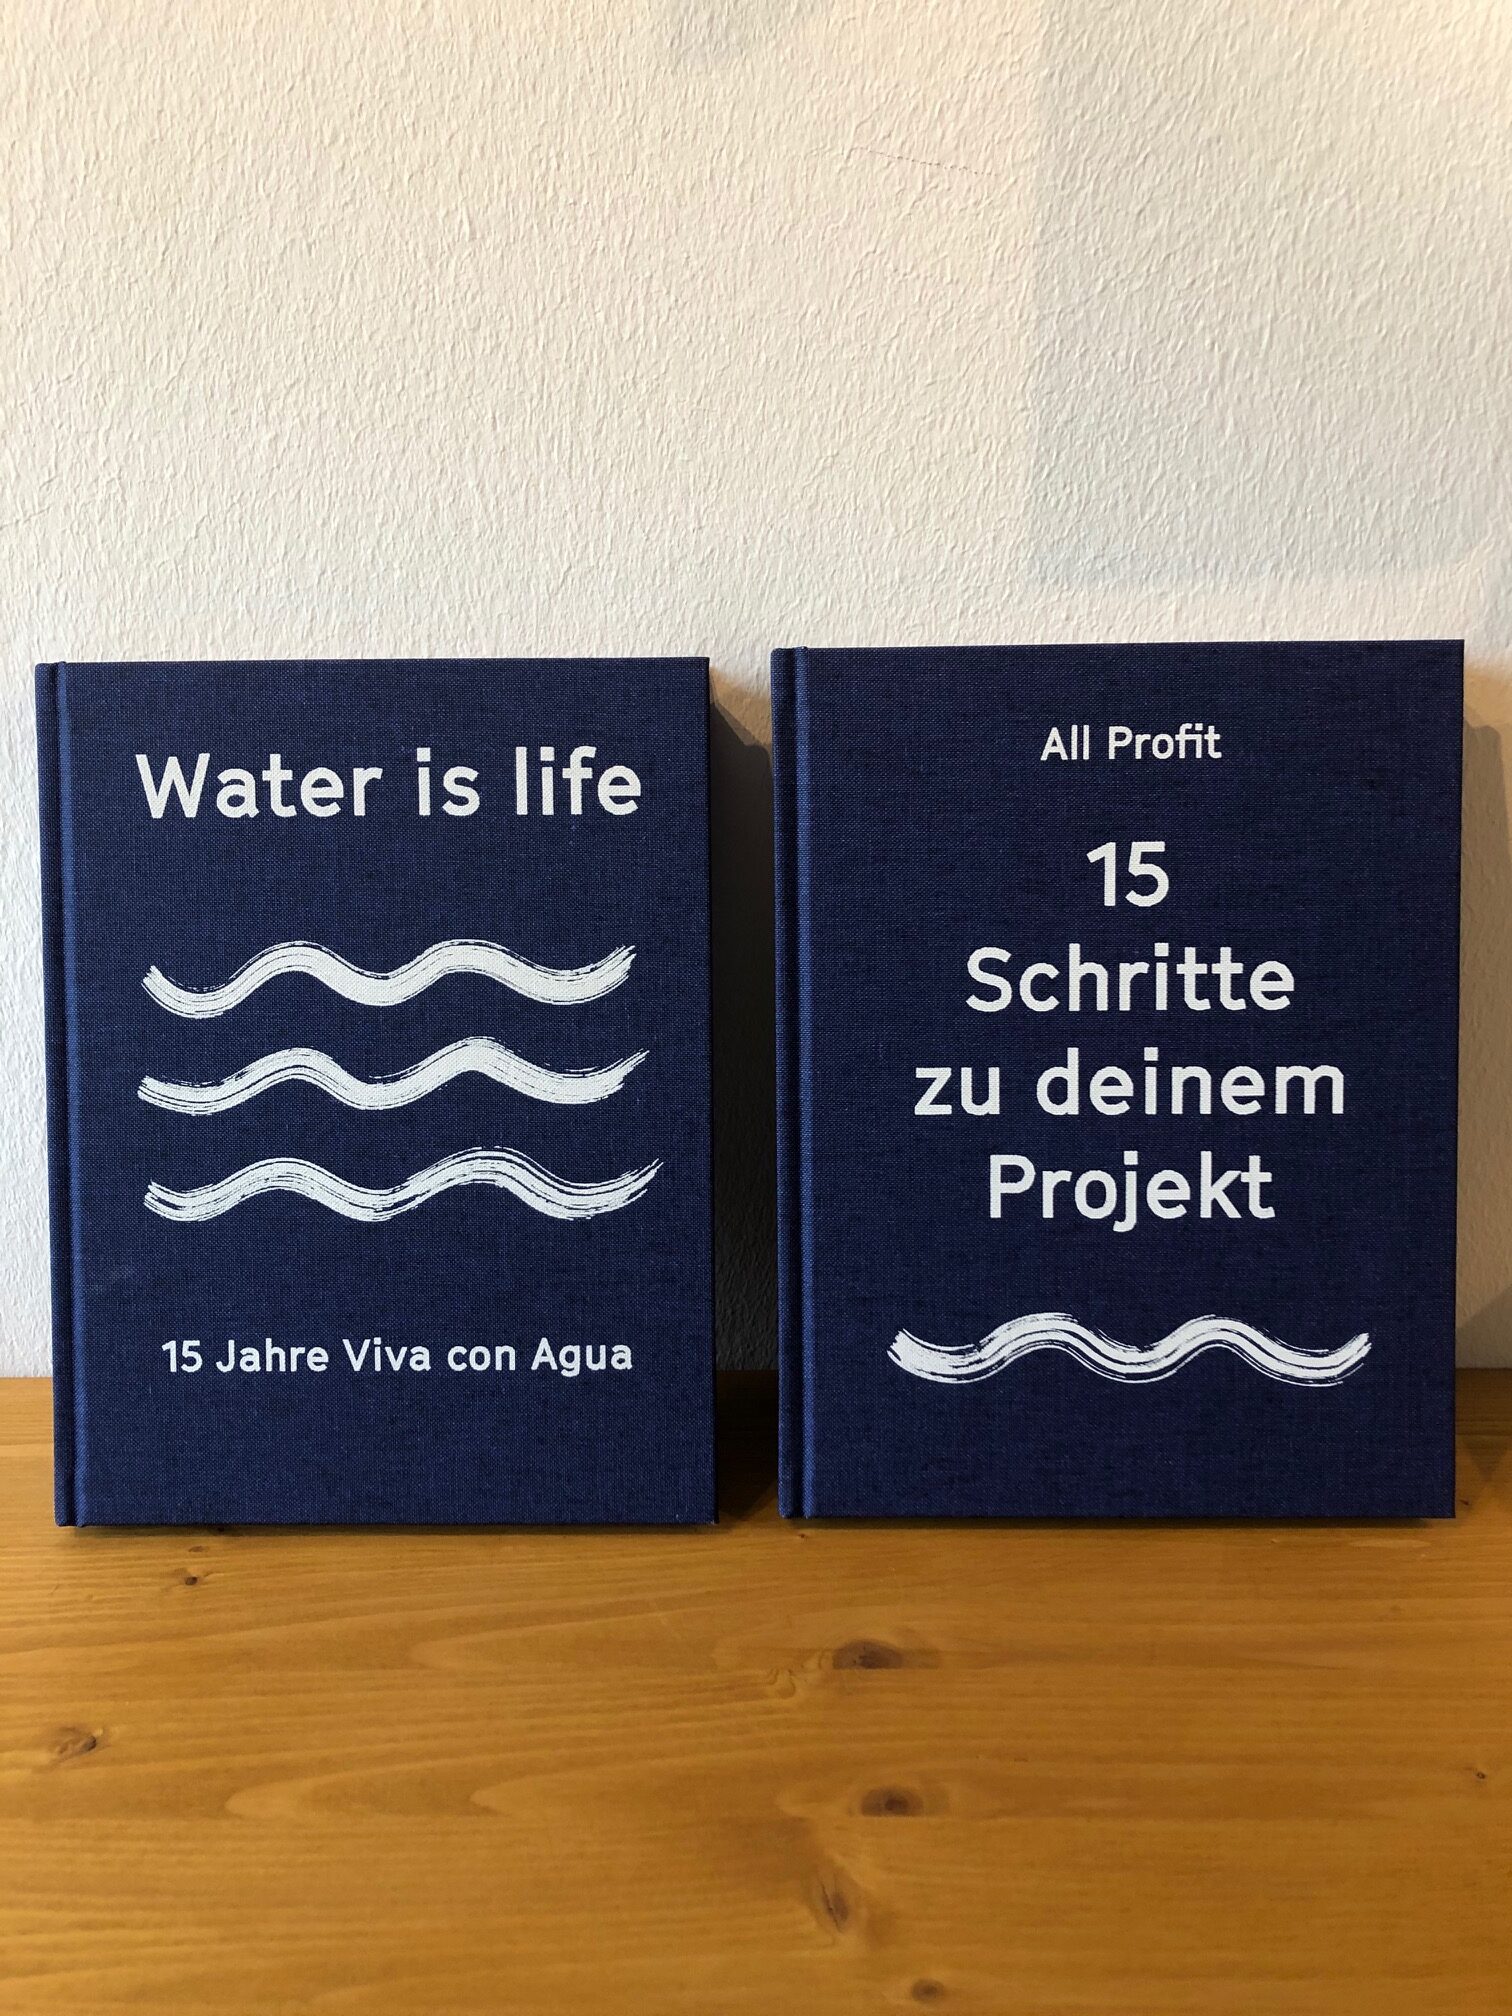 Water is life
15 Jahre Viva con Agua
All Profit
15
Schritte
zu deinem
Projekt